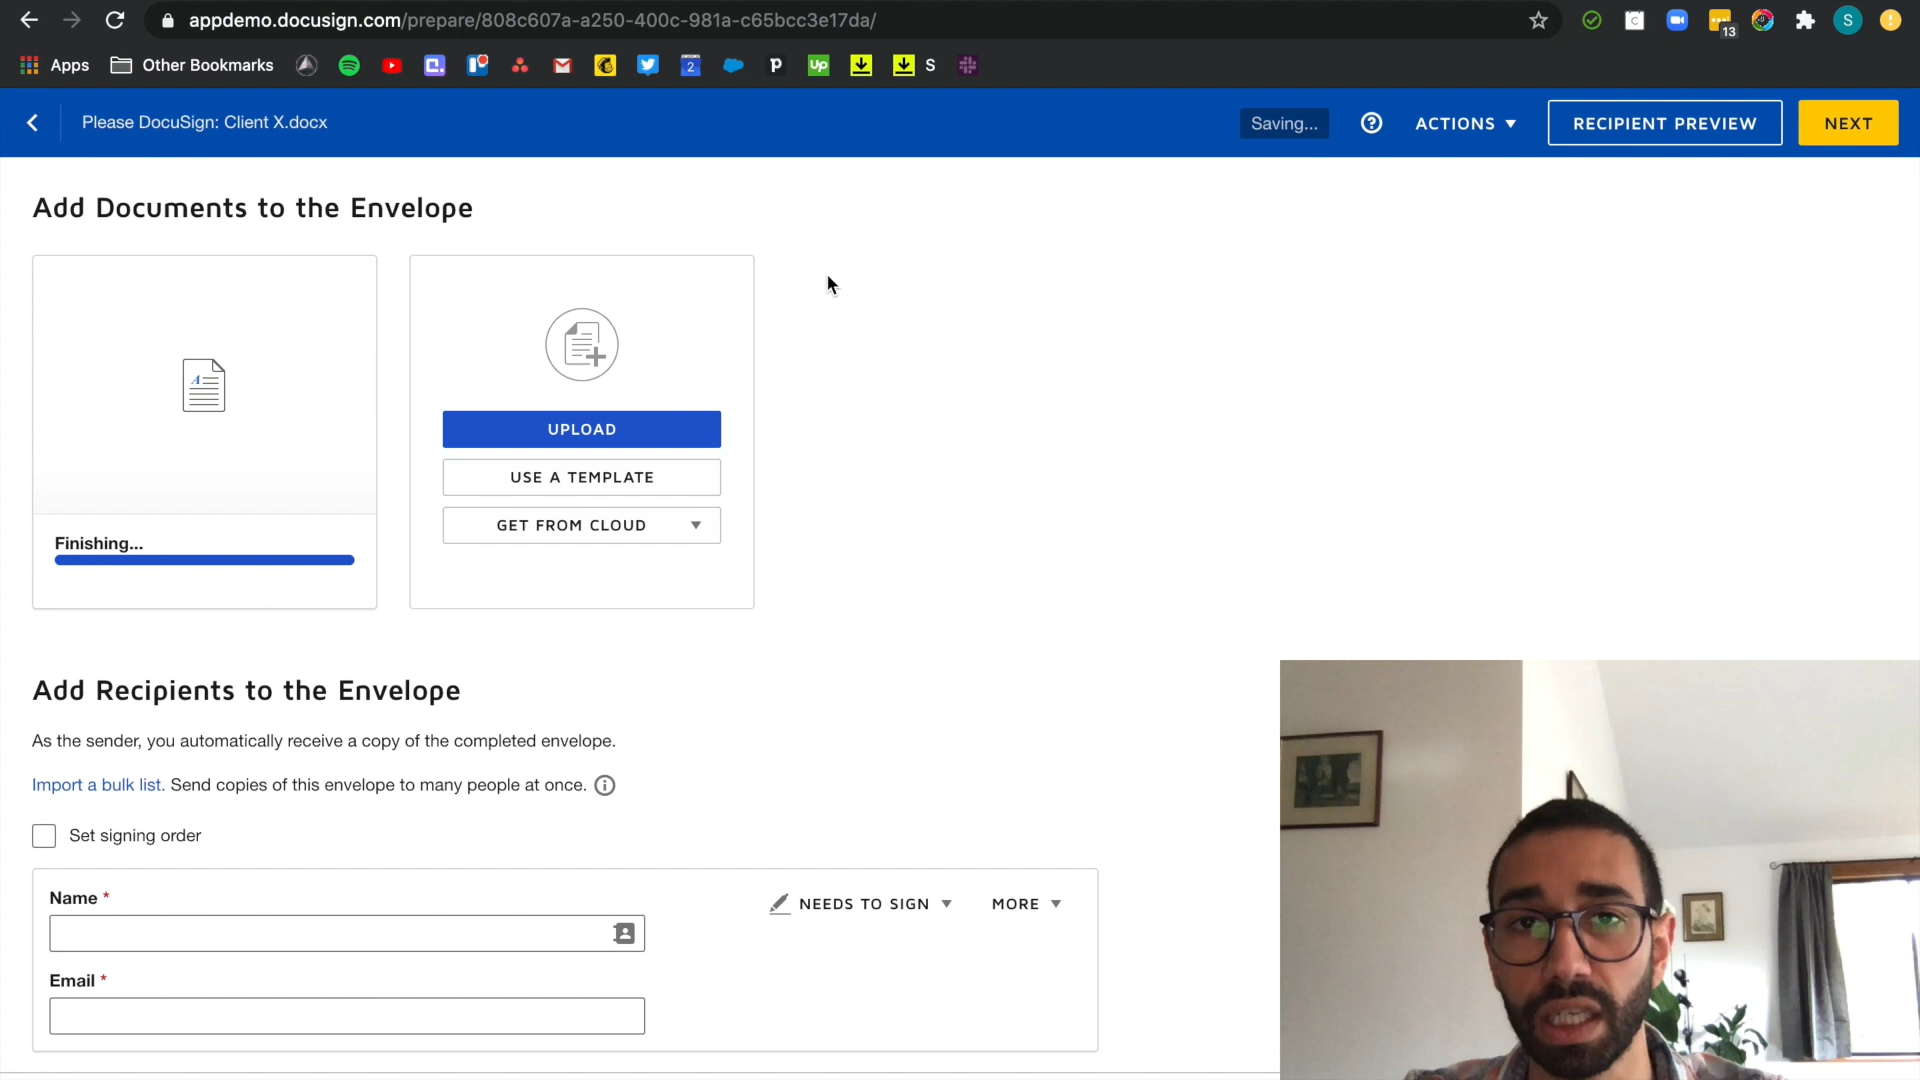 appdemo.docusign.com/prepare/808c607a-a250-400c-981a-c65bcc3e17da/
S
13
Apps
Other Bookmarks
2
P
Up
S
Please DocuSign: Client X.docx
Saving...
ACTIONS
RECIPIENT PREVIEW
NEXT
Add Documents to the Envelope
Finishing...
UPLOAD
USE A TEMPLATE
GET FROM CLOUD
Add Recipients to the Envelope
As the sender, you automatically receive a copy of the completed envelope.
Import a bulk list. Send copies of this envelope to many people at once.
Set signing order
Name *
NEEDS TO SIGN
MORE
Email *